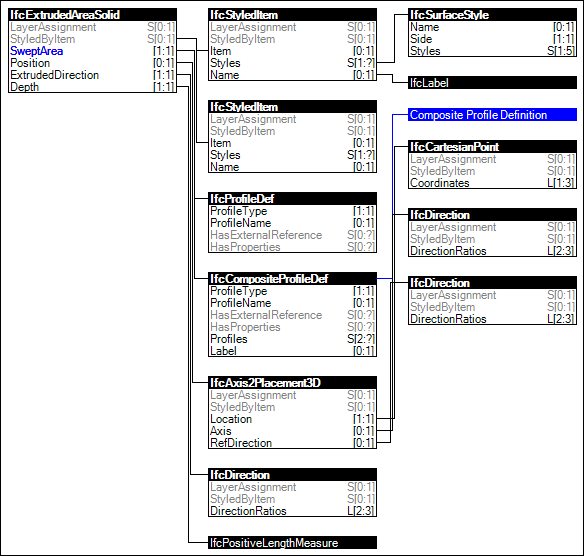 IfcExtrudedAreaSolid
LayerAssignment S[0:1]
StyledByItem S[0:1]
SweptArea [1:1]
Position [0:1]
ExtrudedDirection [1:1]
Depth [1:1]
IfcStyledItem
LayerAssignment S[0:1]
StyledByItem S[0:1]
Item [0:1]
Styles S[1:?]
Name [0:1]
IfcStyledItem
LayerAssignment S[0:1]
StyledByItem S[0:1]
Item [0:1]
Styles S[1:?]
Name [0:1]
IfcProfileDef
ProfileType [1:1]
ProfileName [0:1]
HasExternalReference S[0:?]
HasProperties S[0:?]
IfcCompositeProfileDef
ProfileType [1:1]
ProfileName [0:1]
HasExternalReference S[0:?]
HasProperties S[0:?]
Profiles S[2:?]
Label [0:1]
IfcAxis2Placement3D
LayerAssignment S[0:1]
StyledByItem S[0:1]
Location [1:1]
Axis [0:1]
RefDirection [0:1]
IfcDirection
LayerAssignment S[0:1]
StyledByItem S[0:1]
DirectionRatios L[2:3]
IfcPositiveLengthMeasure
IfcSurfaceStyle
Name [0:1]
Side [1:1]
Styles S[1:5]
IfcLabel
Composite Profile Definition
IfcCartesianPoint
LayerAssignment S[0:1]
StyledByItem S[0:1]
Coordinates L[1:3]
IfcDirection
LayerAssignment S[0:1]
StyledByItem S[0:1]
DirectionRatios L[2:3]
IfcDirection
LayerAssignment S[0:1]
StyledByItem S[0:1]
DirectionRatios L[2:3]